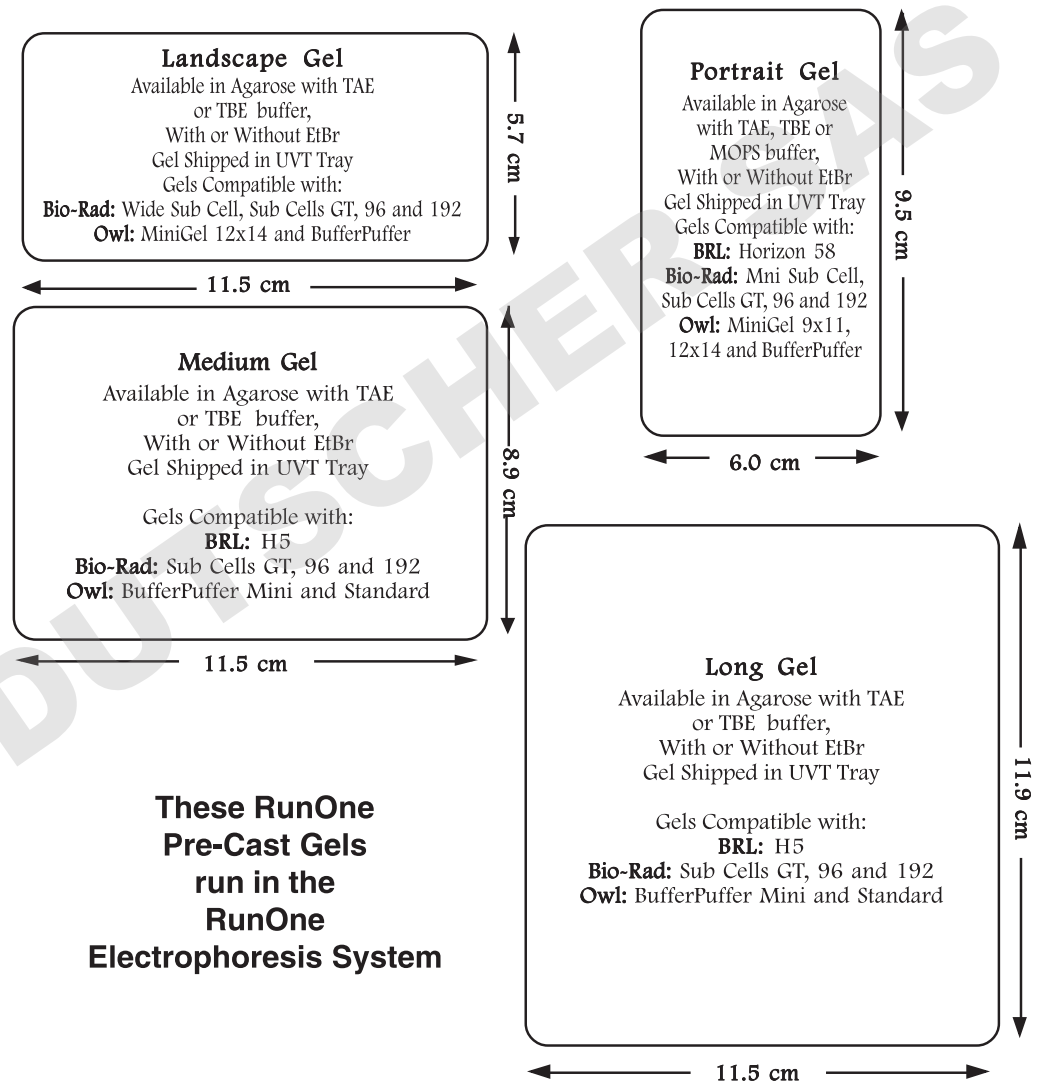 Landscape Gel
Available in Agarose with TAE
or TBE buffer,
With or Without EtBr
Gel Shipped in UVT Tray
Gels Compatible with:
Bio-Rad: Wide Sub Cell, Sub Cells GT, 96 and 192
Owl: MiniGel 12x14 and BufferPuffer
5.7 cm
11.5 cm
Portrait Gel
Available in Agarose
with TAE, TBE or
MOPS buffer,
With or Without EtBr
Gel Shipped in UVT Tray
Gels Compatible with:
BRL: Horizon 58
Bio-Rad: Mni Sub Cell,
Sub Cells GT, 96 and 192
Owl: MiniGel 9x11,
12x14 and BufferPuffer
9.5 cm
6.0 cm
Medium Gel
Available in Agarose with TAE
or TBE buffer,
With or Without EtBr
Gel Shipped in UVT Tray
Gels Compatible with:
BRL: H5
Bio-Rad: Sub Cells GT, 96 and 192
Owl: BufferPuffer Mini and Standard
8.9 cm
11.5 cm
Long Gel
Available in Agarose with TAE
or TBE buffer,
With or Without EtBr
Gel Shipped in UVT Tray
Gels Compatible with:
BRL: H5
Bio-Rad: Sub Cells GT, 96 and 192
Owl: BufferPuffer Mini and Standard
11.9 cm
11.5 cm
These RunOne
Pre-Cast Gels
run in the
RunOne
Electrophoresis System
DUTSCHER SAS